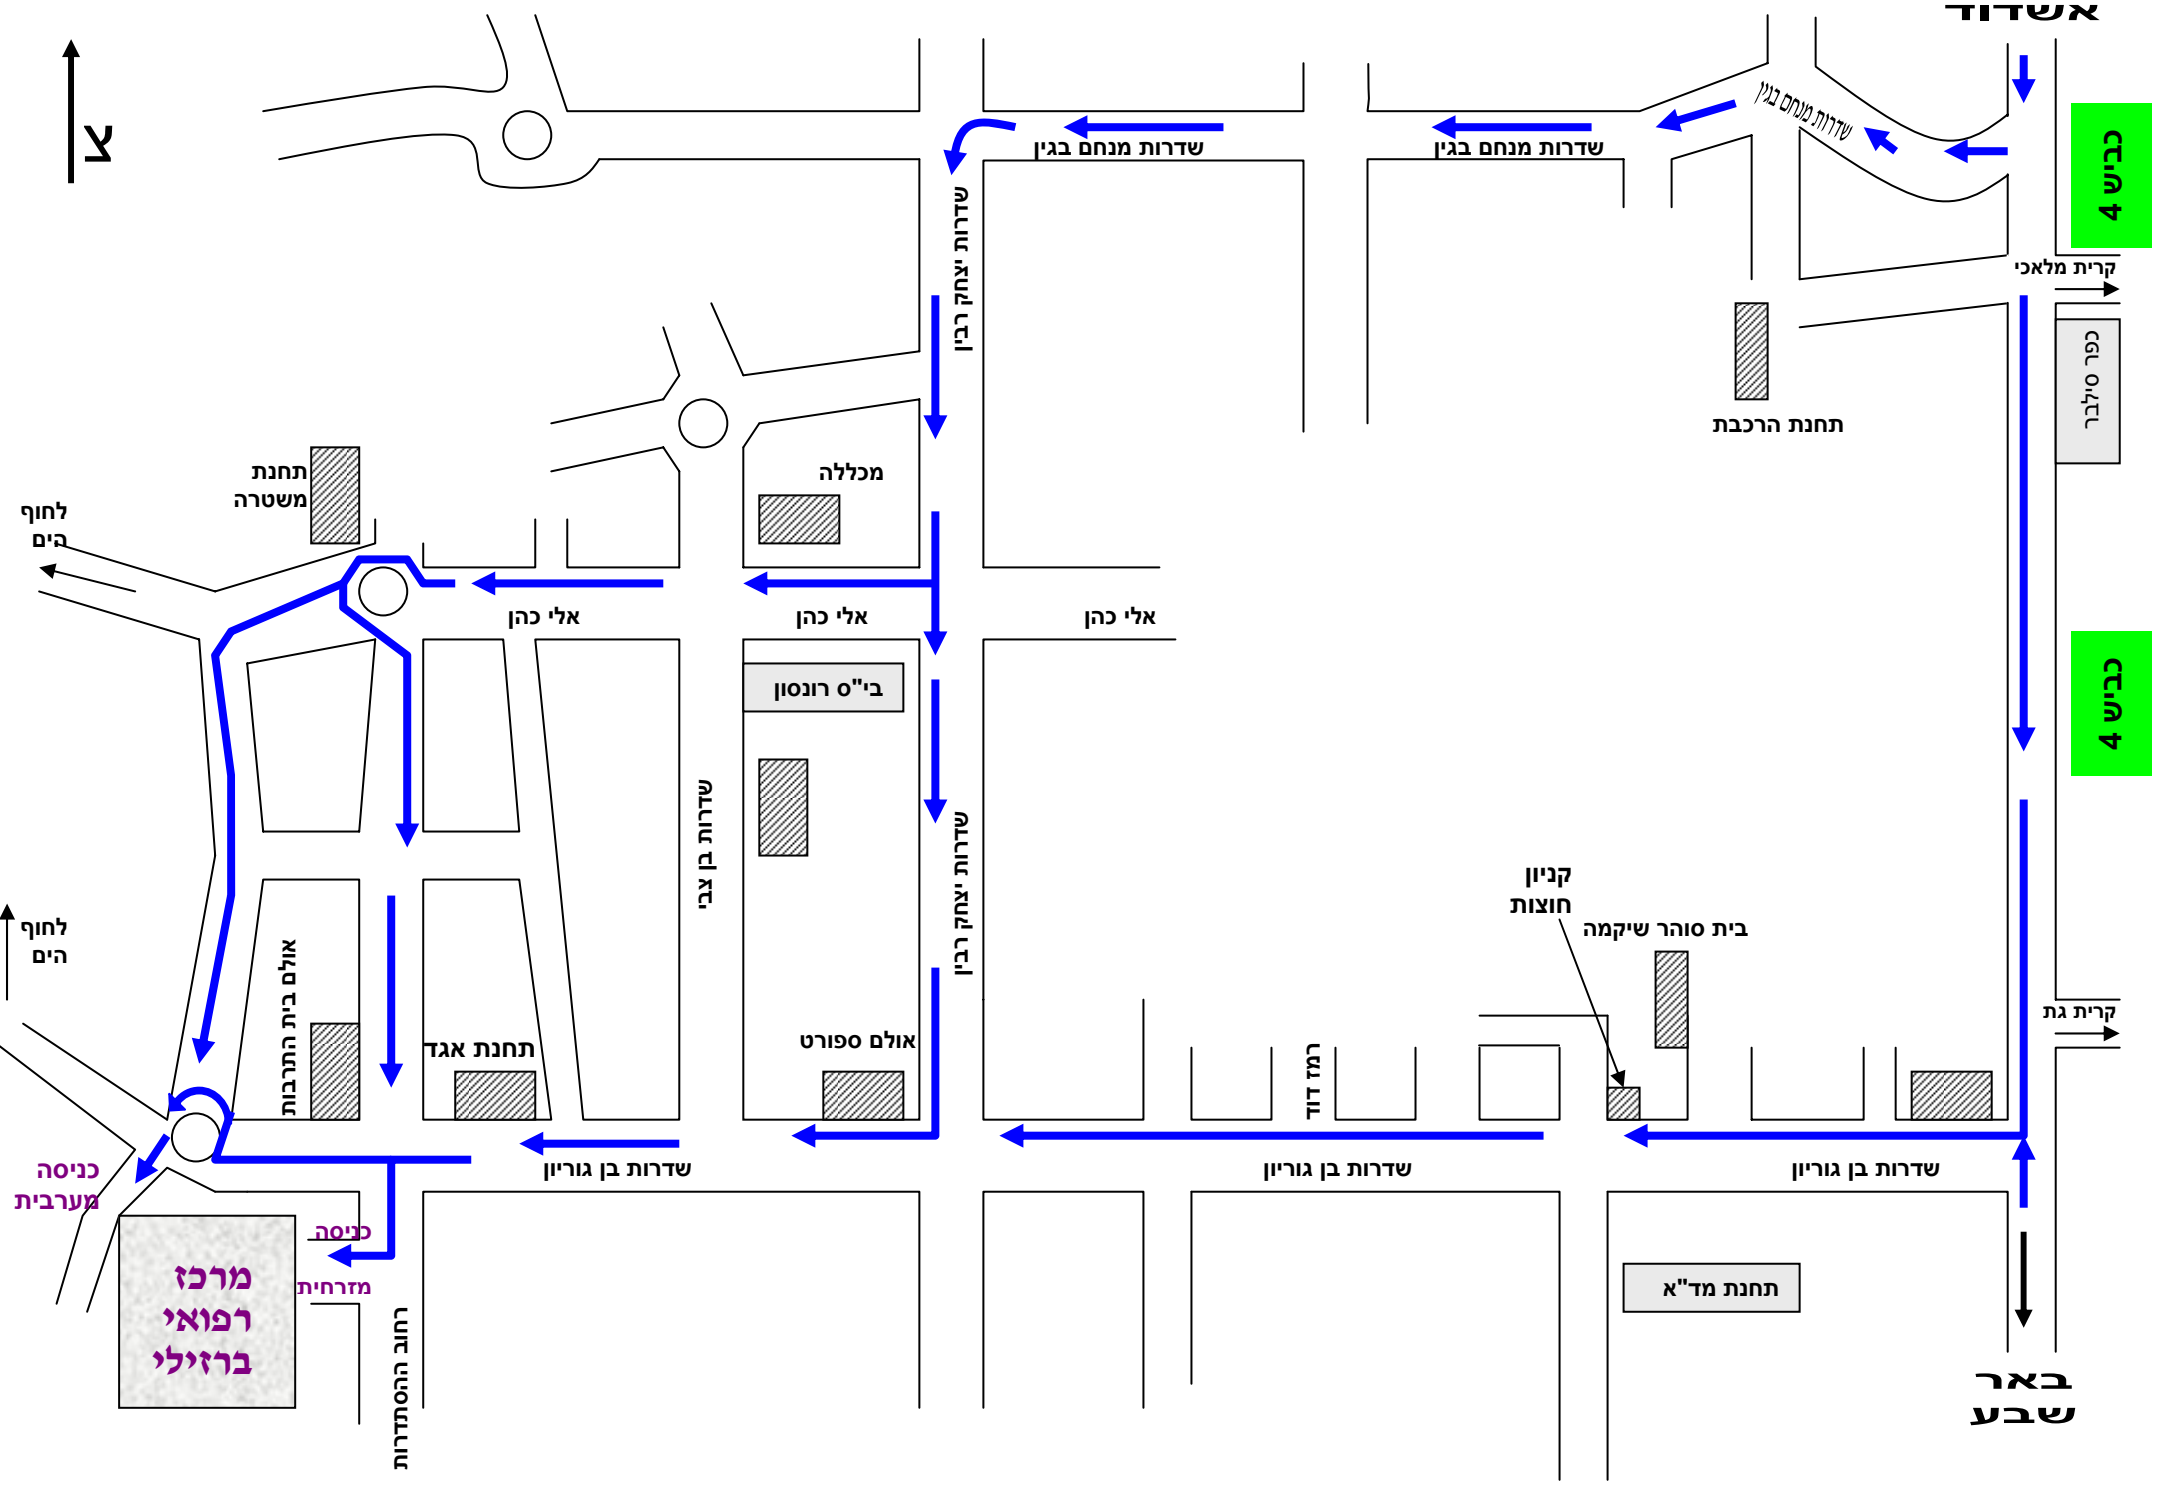 אשדוד
צ
כביש 4
שדרות מנחם בגין
שדרות מנחם בגין
שדרות מנחם בגין
שדרות יצחק רבין
קרית מלאכי
כפר סילבר
תחנת הרכבת
מכללה
תחנת
משטרה
לחוף
הים
אלי כהן
אלי כהן
אלי כהן
בי"ס רונסון
כביש 4
שדרות בן צבי
שדרות יצחק רבין
קניון
חוצות
בית סוהר שיקמה
לחוף
הים
אולם בית התרבות
תחנת אגד
אולם ספורט
רמז דוד
קרית גת
שדרות בן גוריון
שדרות בן גוריון
שדרות בן גוריון
כניסה
מערבית
כניסה
מזרחית
מרכז
רפואי
ברזילי
רחוב ההסתדרות
תחנת מד"א
באר
שבע